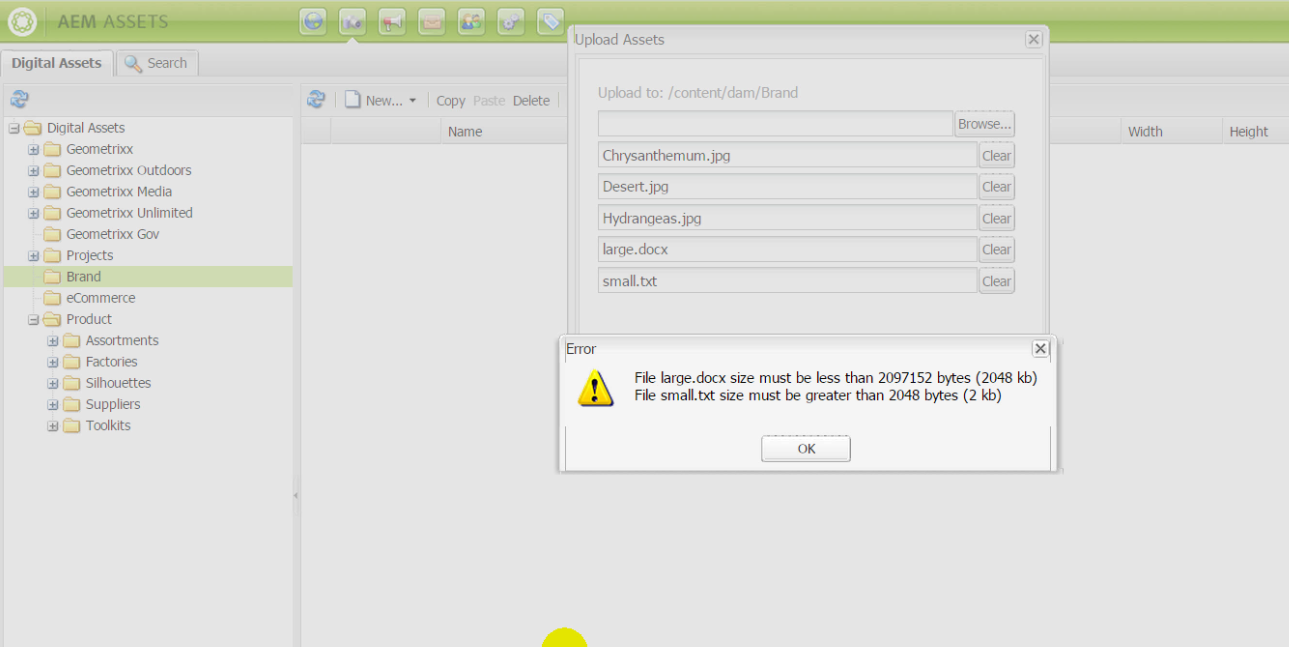 AEM ASSETS
Digital Assets
Search
New...
Copy
Paste
Delete
Name
Width
Height
Digital Assets
Geometrixx
Geometrixx Outdoors
Geometrixx Media
Geometrixx Unlimited
Geometrixx Gov
Projects
Brand
eCommerce
Product
Assortments
Factories
Silhouettes
Suppliers
Toolkits
Upload Assets
Upload to: /content/dam/Brand
Browse...
Chrysanthemum.jpg Clear
Desert.jpg Clear
Hydrangeas.jpg Clear
large.docx Clear
small.txt Clear
Error
File large.docx size must be less than 2097152 bytes (2048 kb)
File small.txt size must be greater than 2048 bytes (2 kb)
OK